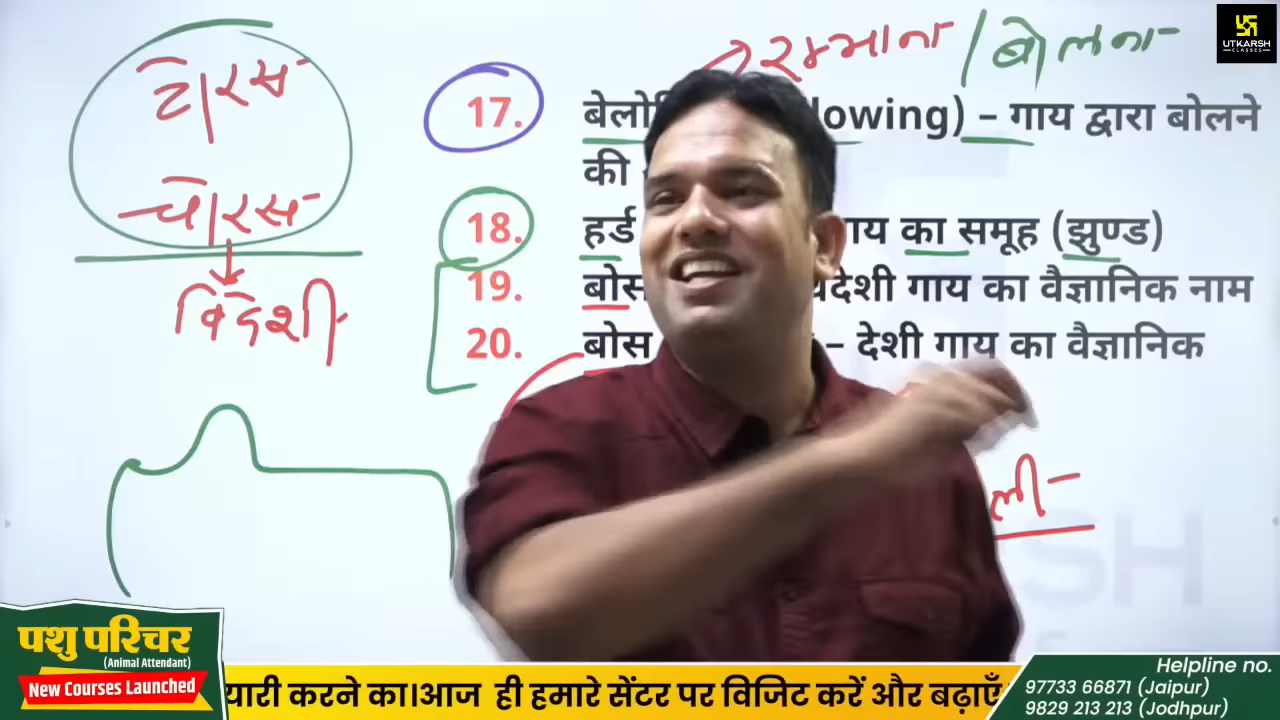 UTKARSH
CLASSES
रम्भाना / बोलना
टोरस
चोरस
विदेशी
17. lowing) – गाय द्वारा बोलने
की
18. हर्ड गाय का समूह (झुण्ड)
19. बोस गाय का वैज्ञानिक नाम
20. बोस – देशी गाय का वैज्ञानिक
ली
पशु परिचर
(Animal Attendant)
New Courses Launched
यारी करने का।आज ही हमारे सेंटर पर विजिट करें और बढ़ाएँ
Helpline no.
97733 66871 (Jaipur)
9829 213 213 (Jodhpur)